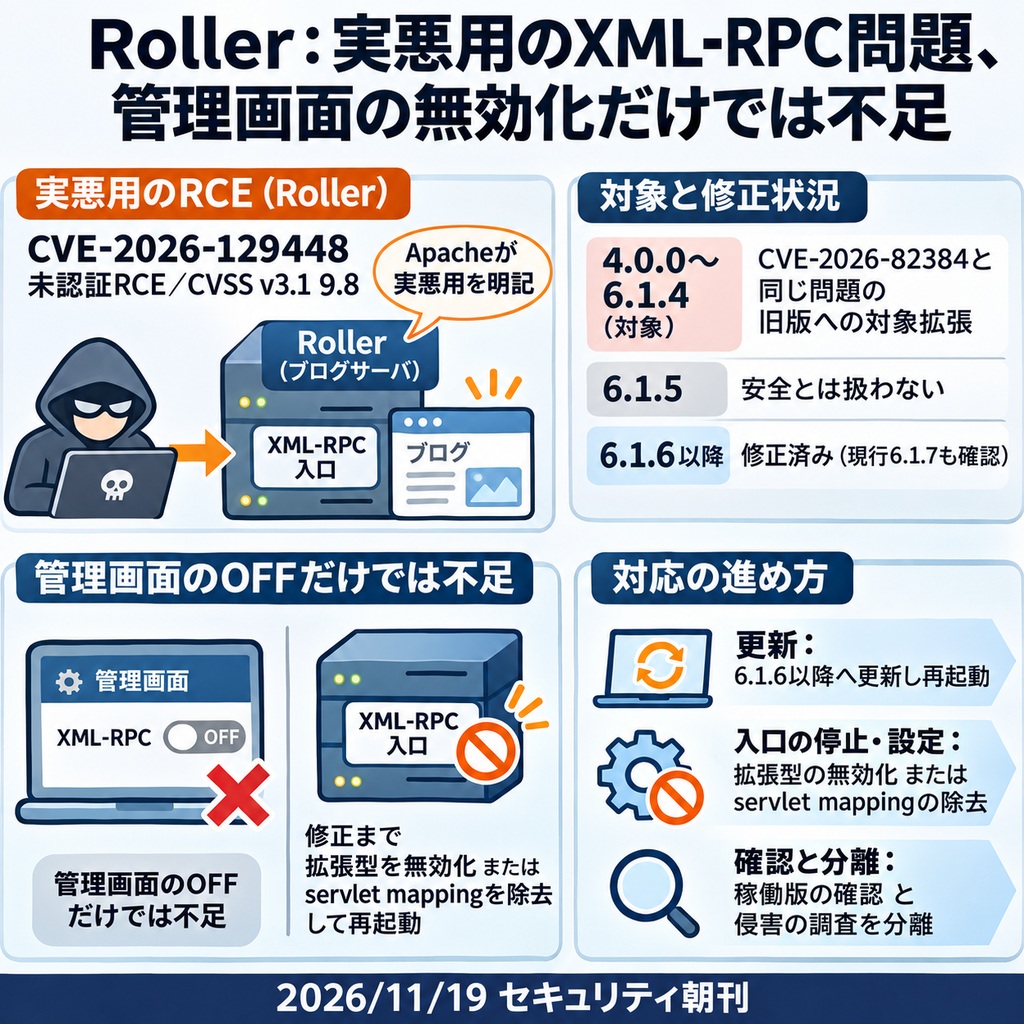 Roller：実悪用のXML-RPC問題、
管理画面の無効化だけでは不足
実悪用のRCE（Roller）
CVE-2026-129448
未認証RCE／CVSS v3.1 9.8
Apacheが
実悪用を明記
Roller
（ブログサーバ）
XML-RPC
入口
ブログ
対象と修正状況
4.0.0～
6.1.4
（対象）
CVE-2026-82384と
同じ問題の
旧版への対象拡張
6.1.5
安全とは扱わない
6.1.6以降
修正済み（現行6.1.7も確認）
管理画面のOFFだけでは不足
管理画面
XML-RPC OFF
管理画面のOFF
だけでは不足
XML-RPC
入口
修正まで
拡張型を無効化 または
servlet mappingを除去
して再起動
対応の進め方
更新：
6.1.6以降へ更新し再起動
入口の停止・設定：
拡張型の無効化 または
servlet mappingの除去
確認と分離：
稼働版の確認 と
侵害の調査を分離
2026/11/19 セキュリティ朝刊